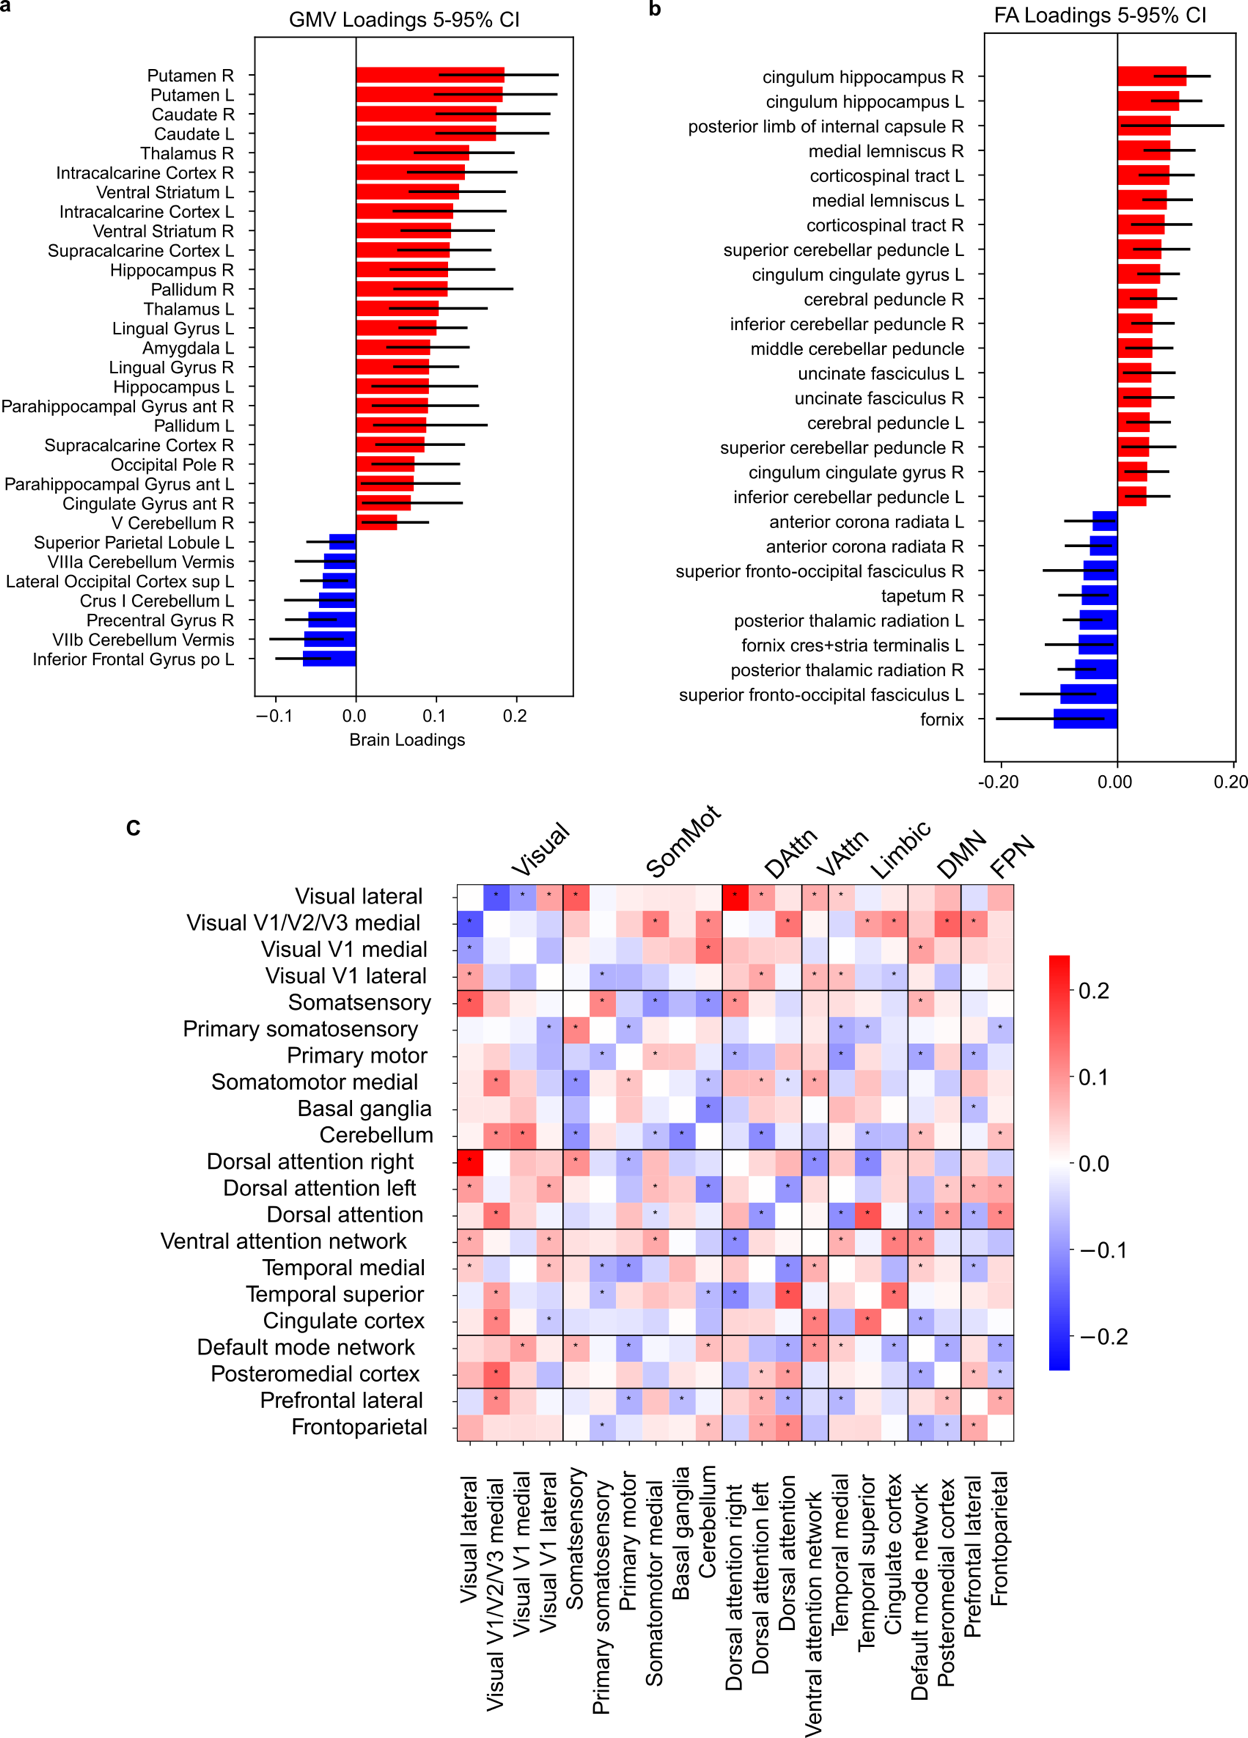 a
GMV Loadings 5-95% CI
Putamen R
Putamen L
Caudate R
Caudate L
Thalamus R
Intracalcarine Cortex R
Ventral Striatum L
Intracalcarine Cortex L
Ventral Striatum R
Supracalcarine Cortex L
Hippocampus R
Pallidum R
Thalamus L
Lingual Gyrus L
Amygdala L
Lingual Gyrus R
Hippocampus L
Parahippocampal Gyrus ant R
Pallidum L
Supracalcarine Cortex R
Occipital Pole R
Parahippocampal Gyrus ant L
Cingulate Gyrus ant R
V Cerebellum R
Superior Parietal Lobule L
VIIIa Cerebellum Vermis
Lateral Occipital Cortex sup L
Crus I Cerebellum L
Precentral Gyrus R
VIIb Cerebellum Vermis
Inferior Frontal Gyrus po L
−0.1 0.0 0.1 0.2
Brain Loadings
b
FA Loadings 5-95% CI
cingulum hippocampus R
cingulum hippocampus L
posterior limb of internal capsule R
medial lemniscus R
corticospinal tract L
medial lemniscus L
corticospinal tract R
superior cerebellar peduncle L
cingulum cingulate gyrus L
cerebral peduncle R
inferior cerebellar peduncle R
middle cerebellar peduncle
uncinate fasciculus L
uncinate fasciculus R
cerebral peduncle L
superior cerebellar peduncle R
cingulum cingulate gyrus R
inferior cerebellar peduncle L
anterior corona radiata L
anterior corona radiata R
superior fronto-occipital fasciculus R
tapetum R
posterior thalamic radiation L
fornix cres+stria terminalis L
posterior thalamic radiation R
superior fronto-occipital fasciculus L
fornix
-0.20 0.00 0.20
c
Visual SomMot DAttn VAttn Limbic DMN FPN
Visual lateral
Visual V1/V2/V3 medial
Visual V1 medial
Visual V1 lateral
Somatsensory
Primary somatosensory
Primary motor
Somatomotor medial
Basal ganglia
Cerebellum
Dorsal attention right
Dorsal attention left
Dorsal attention
Ventral attention network
Temporal medial
Temporal superior
Cingulate cortex
Default mode network
Posteromedial cortex
Prefrontal lateral
Frontoparietal
0.2
0.1
0.0
−0.1
−0.2
Visual lateral
Visual V1/V2/V3 medial
Visual V1 medial
Visual V1 lateral
Somatsensory
Primary somatosensory
Primary motor
Somatomotor medial
Basal ganglia
Cerebellum
Dorsal attention right
Dorsal attention left
Dorsal attention
Ventral attention network
Temporal medial
Temporal superior
Cingulate cortex
Default mode network
Posteromedial cortex
Prefrontal lateral
Frontoparietal